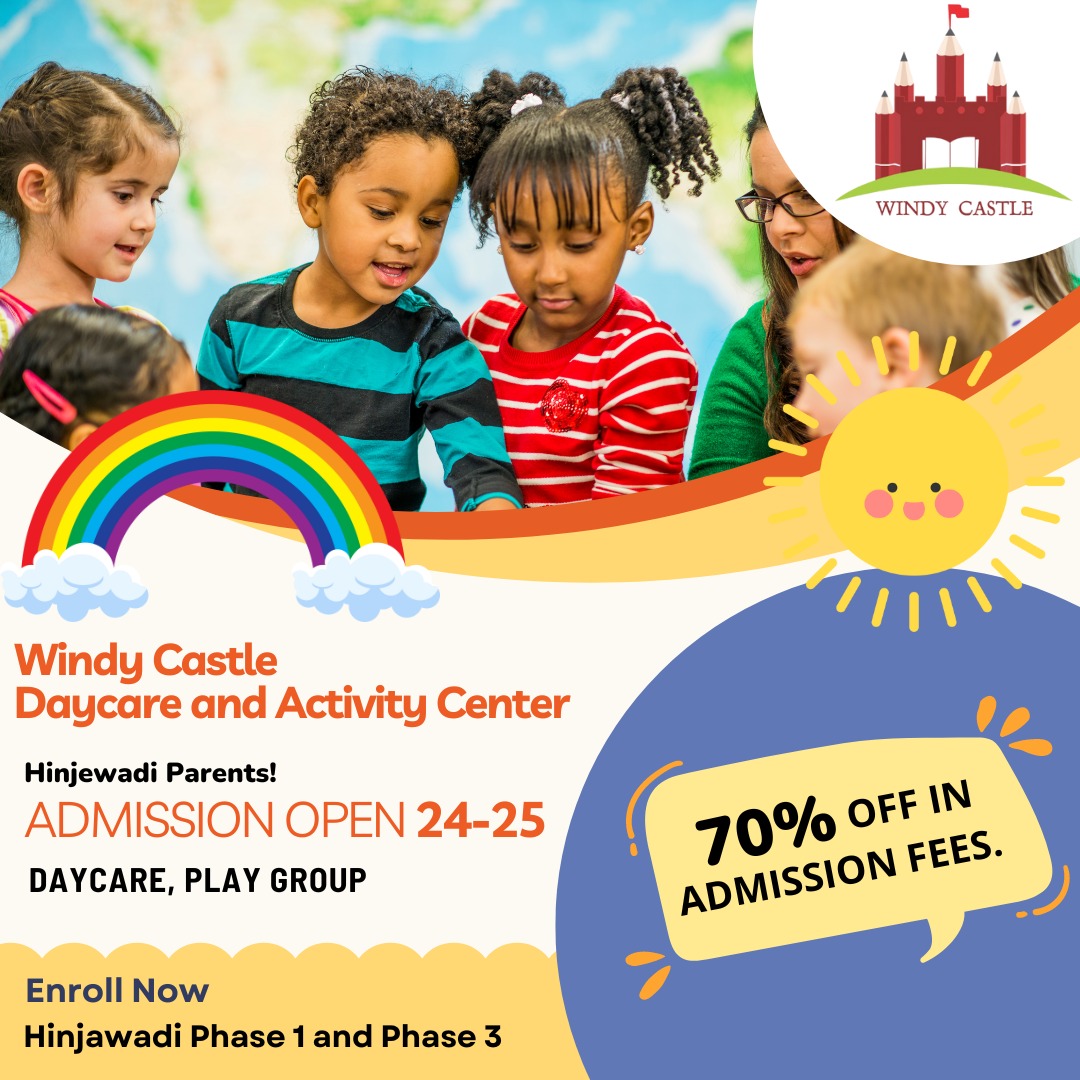 WINDY CASTLE
Windy Castle
Daycare and Activity Center
Hinjewadi Parents!
ADMISSION OPEN 24-25
DAYCARE, PLAY GROUP
70% OFF IN
ADMISSION FEES.
Enroll Now
Hinjawadi Phase 1 and Phase 3